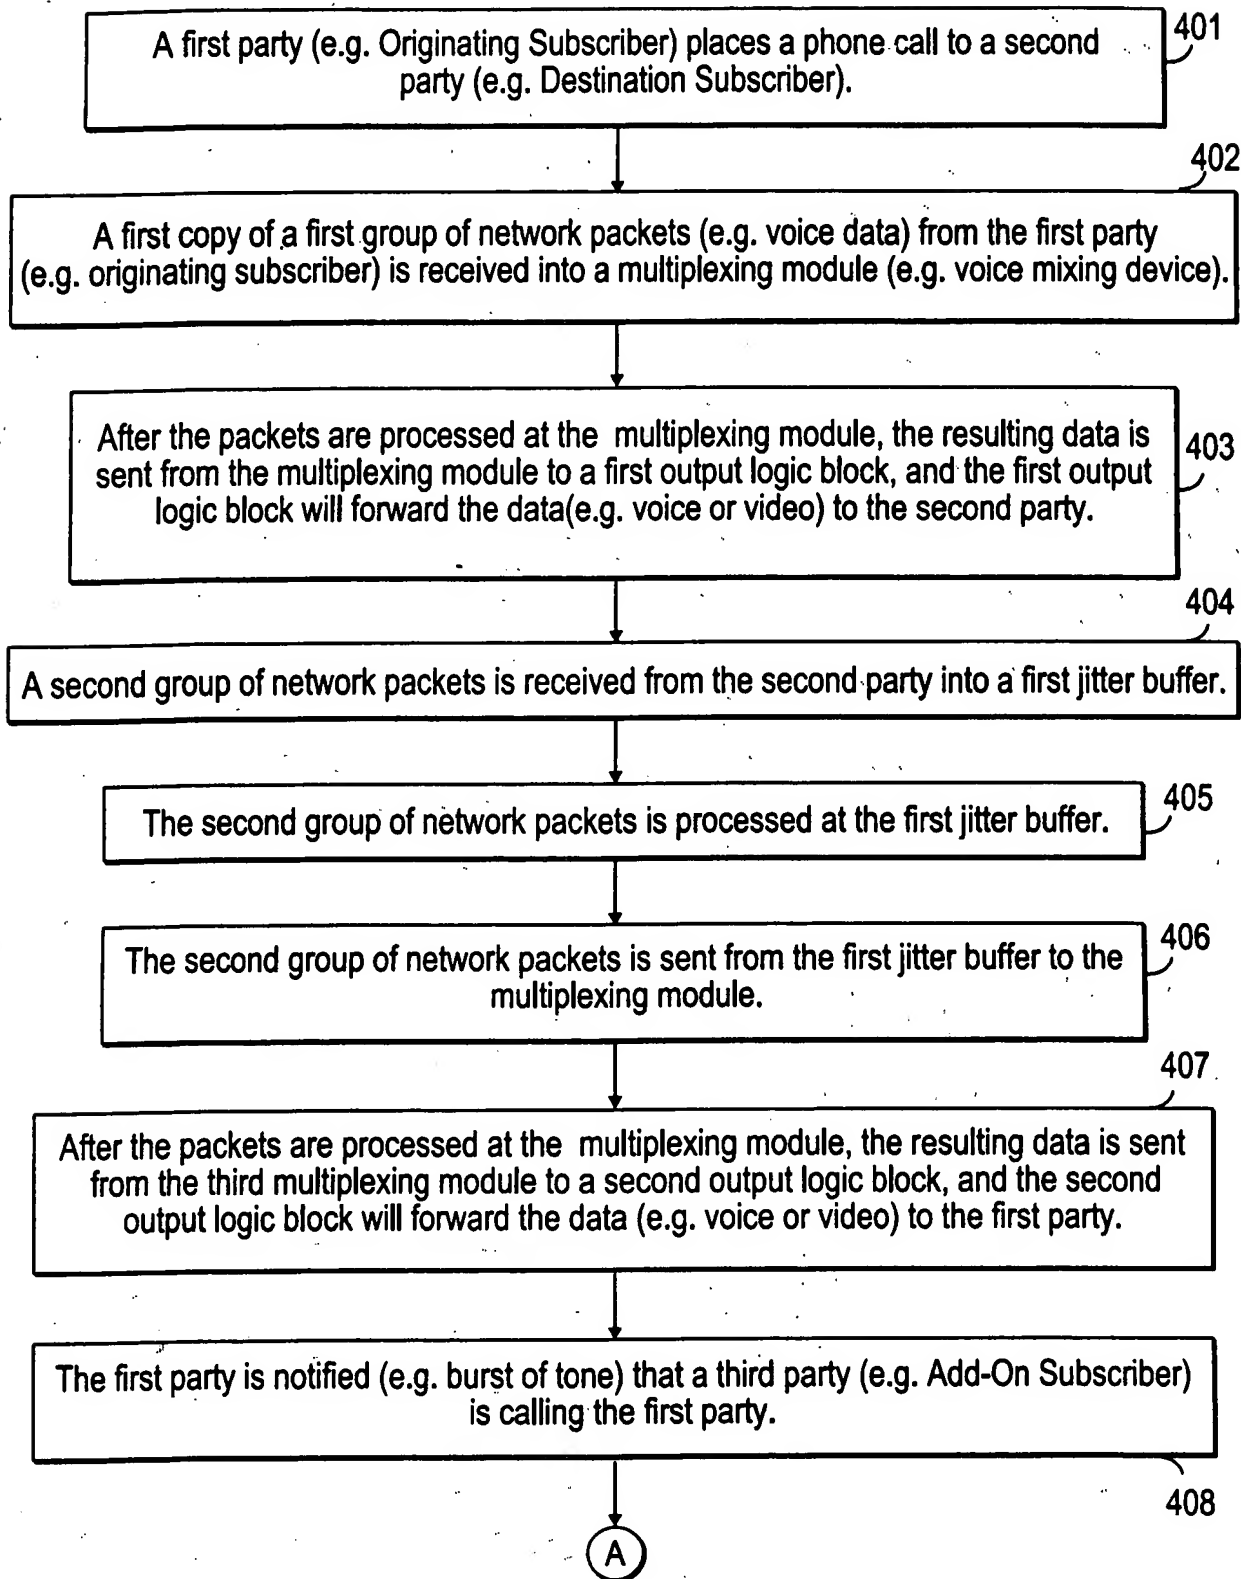 A first party (e.g. Originating Subscriber) places a phone call to a second
party (e.g. Destination Subscriber).
401
402
A first copy of a first group of network packets (e.g. voice data) from the first party
(e.g. originating subscriber) is received into a multiplexing module (e.g. voice mixing device).
After the packets are processed at the multiplexing module, the resulting data is
sent from the multiplexing module to a first output logic block, and the first output
logic block will forward the data(e.g. voice or video) to the second party.
403
404
A second group of network packets is received from the second party into a first jitter buffer.
The second group of network packets is processed at the first jitter buffer.
405
The second group of network packets is sent from the first jitter buffer to the
multiplexing module.
406
407
After the packets are processed at the multiplexing module, the resulting data is sent
from the third multiplexing module to a second output logic block, and the second
output logic block will forward the data (e.g. voice or video) to the first party.
The first party is notified (e.g. burst of tone) that a third party (e.g. Add-On Subscriber)
is calling the first party.
408
A